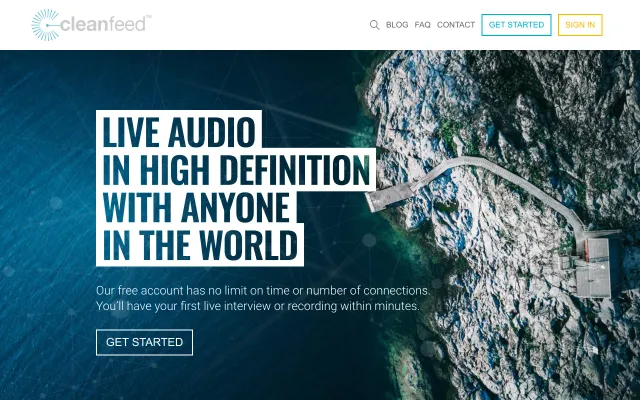 cleanfeed™
BLOG FAQ CONTACT GET STARTED SIGN IN
LIVE AUDIO
IN HIGH DEFINITION
WITH ANYONE
IN THE WORLD
Our free account has no limit on time or number of connections.
You'll have your first live interview or recording within minutes.
GET STARTED